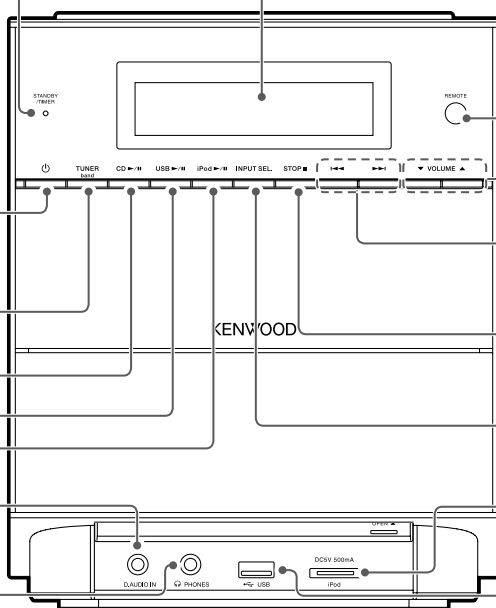 STANDBY
/TIMER
REMOTE
TUNER
band
CD ►/II
USB ►/II
iPod ►/II
INPUT SEL.
STOP ■
I◄◄
►►I
▼ VOLUME ▲
KENWOOD
OPEN ▲
DC5V 500mA
D.AUDIO IN
PHONES
USB
iPod